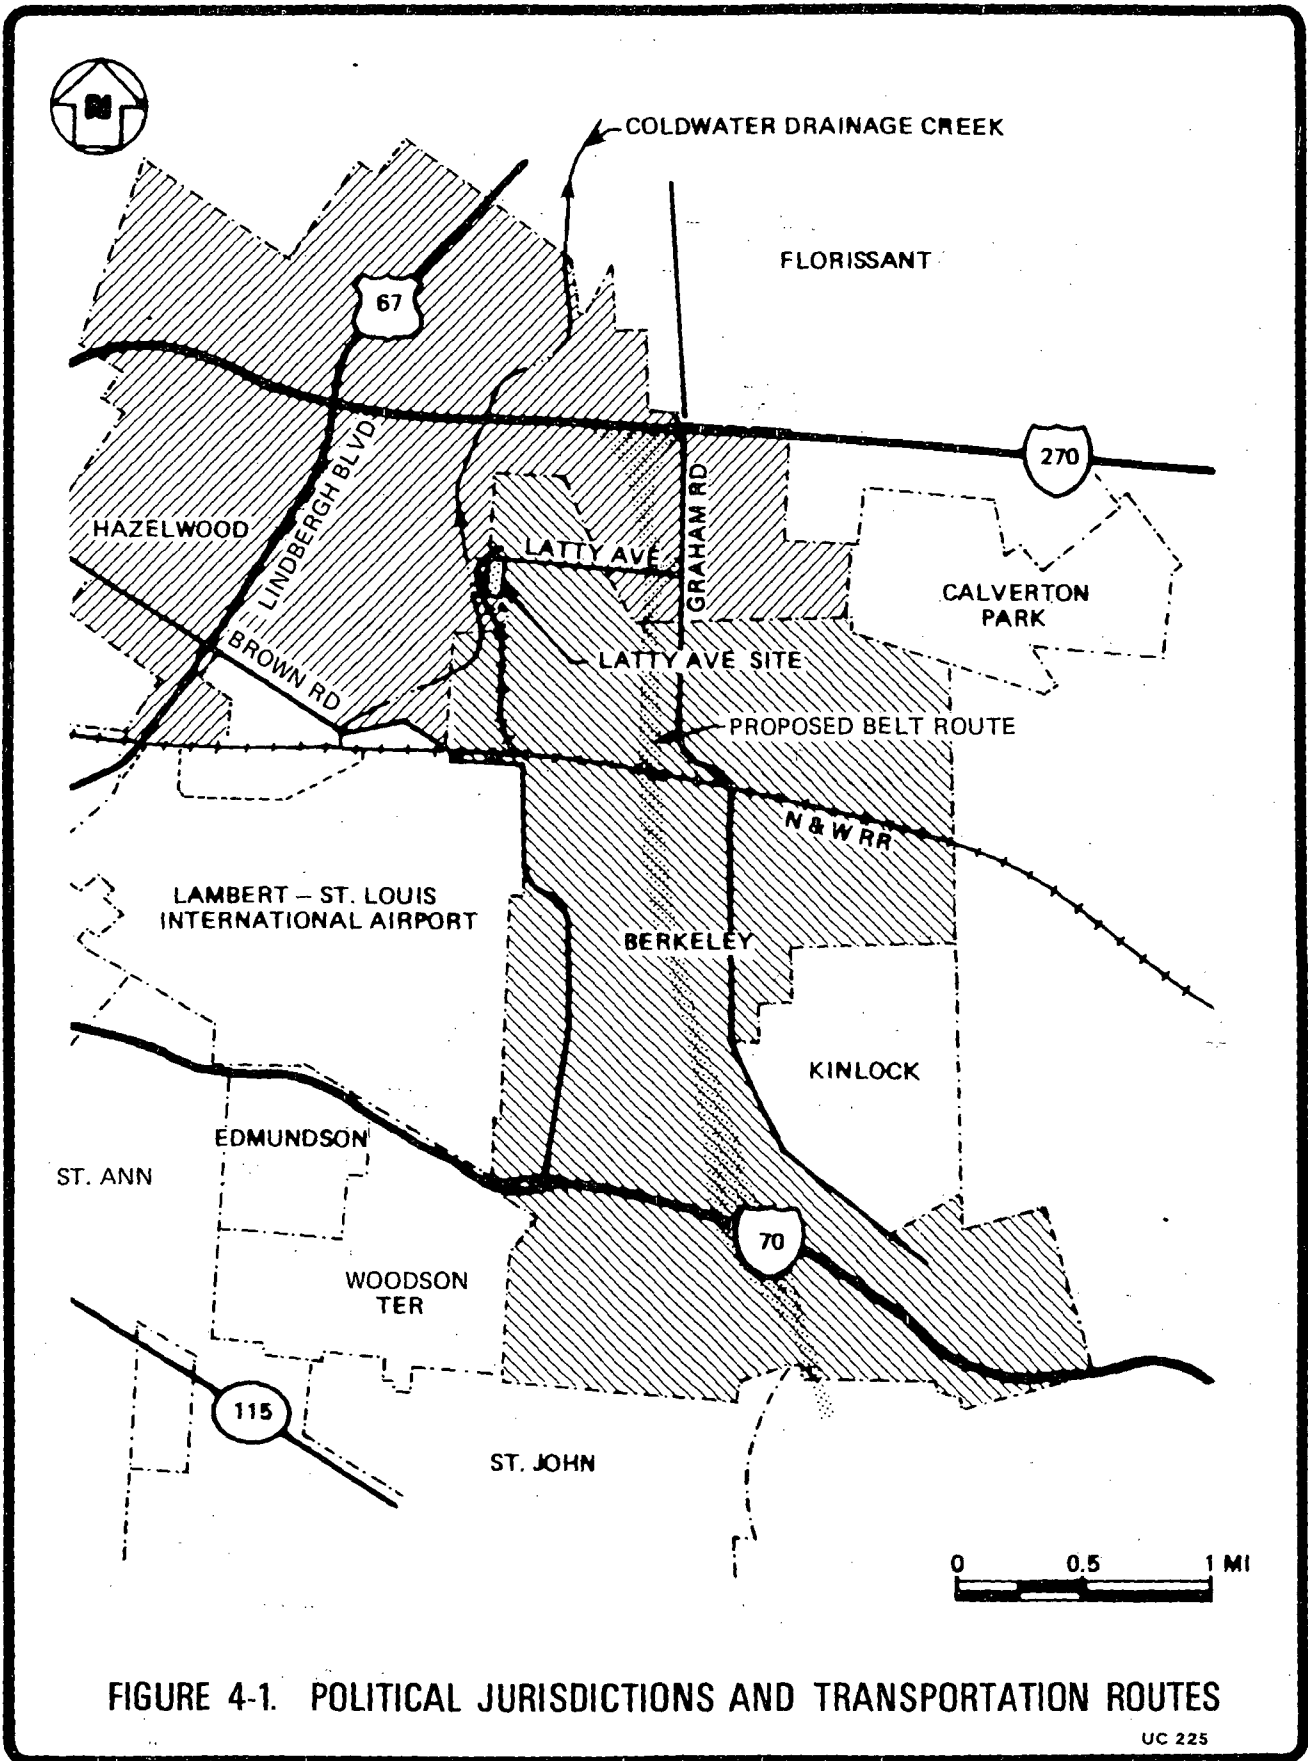 N
COLDWATER DRAINAGE CREEK
FLORISSANT
67
270
LINDBERGH BLVD
GRAHAM RD
HAZELWOOD
LATTY AVE
CALVERTON
PARK
BROWN RD
LATTY AVE SITE
PROPOSED BELT ROUTE
N & W RR
LAMBERT – ST. LOUIS
INTERNATIONAL AIRPORT
BERKELEY
KINLOCK
EDMUNDSON
ST. ANN
70
WOODSON
TER
115
ST. JOHN
0 0.5 1 MI
FIGURE 4-1. POLITICAL JURISDICTIONS AND TRANSPORTATION ROUTES
UC 225